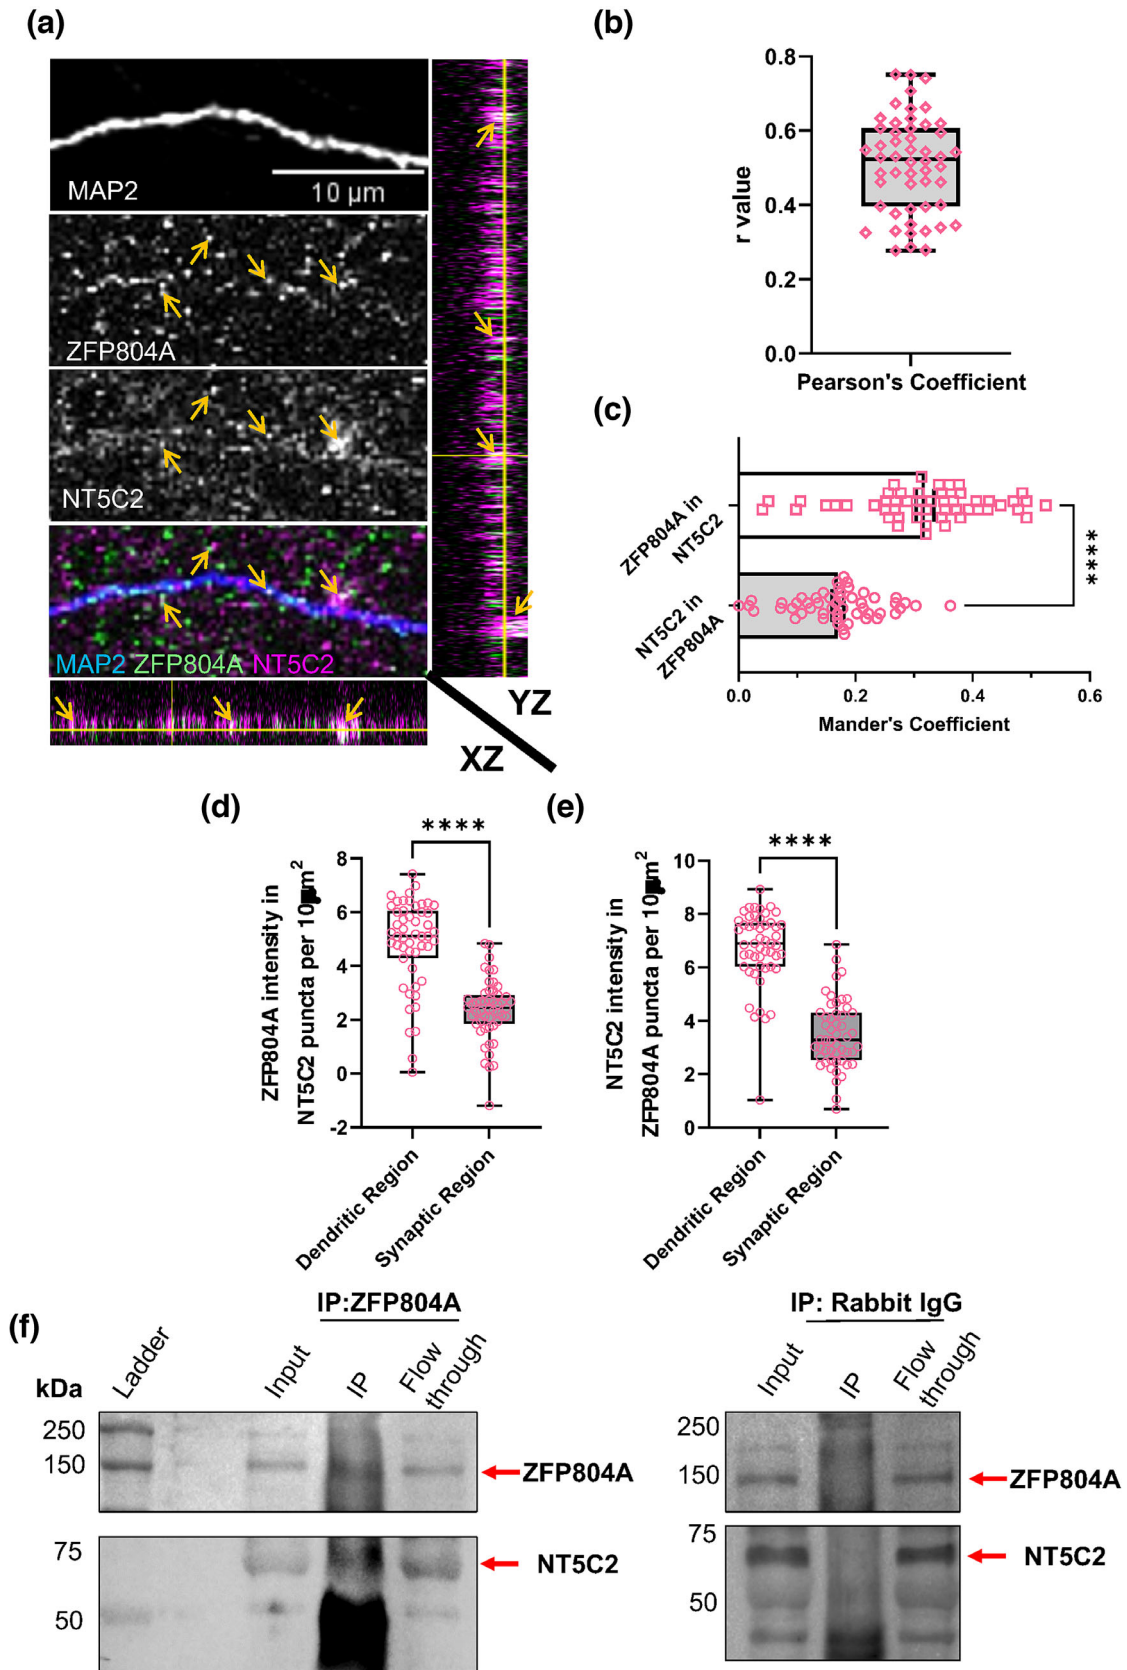 (a)
MAP2
10 µm
ZFP804A
NT5C2
MAP2 ZFP804A NT5C2
YZ
XZ
(b)
0.8
0.6
0.4
0.2
0.0
r value
Pearson's Coefficient
(c)
ZFP804A in
NT5C2
NT5C2 in
ZFP804A
****
0.0 0.2 0.4 0.6
Mander's Coefficient
(d)
****
ZFP804A intensity in
NT5C2 puncta per 10µm²
8
6
4
2
0
-2
Dendritic Region
Synaptic Region
(e)
****
NT5C2 intensity in
ZFP804A puncta per 10µm²
10
8
6
4
2
0
Dendritic Region
Synaptic Region
(f)
IP:ZFP804A
kDa
Ladder
Input
IP
Flow
through
250
150
ZFP804A
75
50
NT5C2
IP: Rabbit IgG
Input
IP
Flow
through
250
150
ZFP804A
75
50
NT5C2